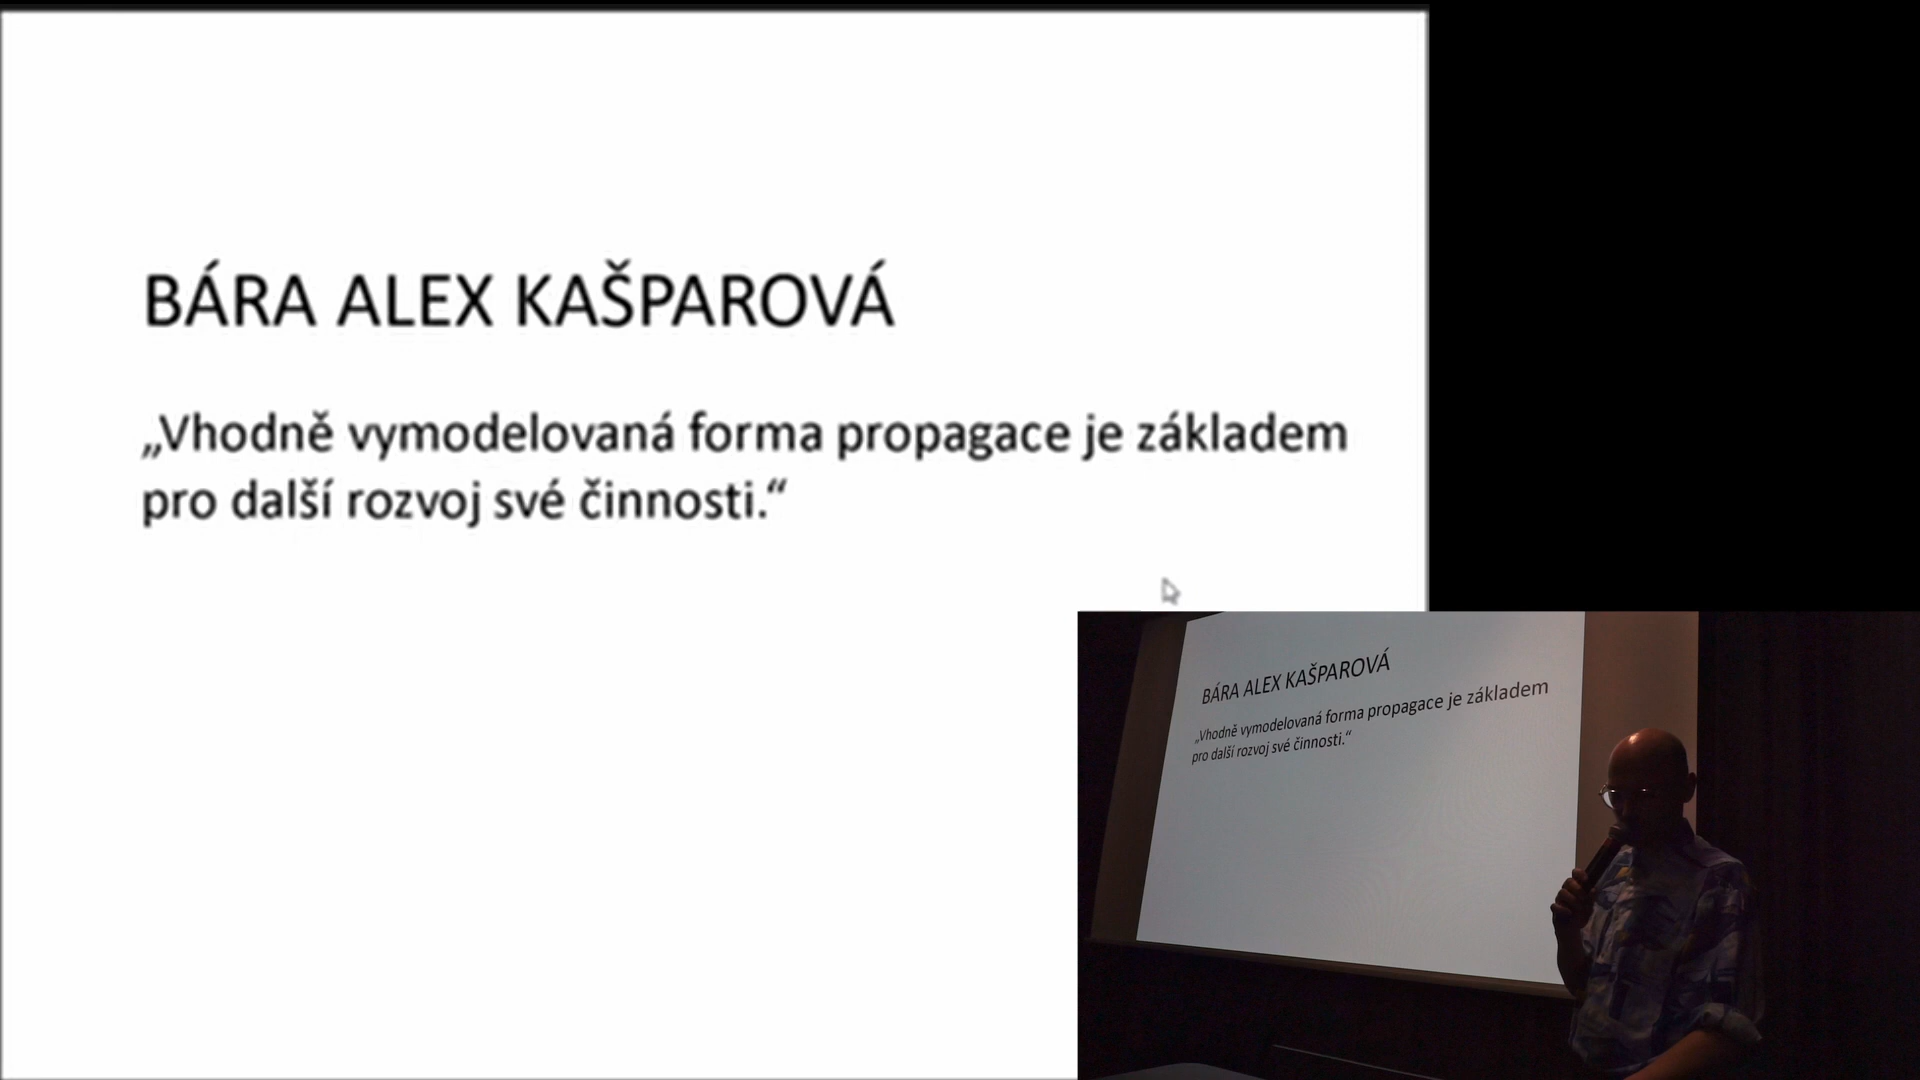 BÁRA ALEX KAŠPAROVÁ
„Vhodně vymodelovaná forma propagace je základem
pro další rozvoj své činnosti.“
BÁRA ALEX KAŠPAROVÁ
„Vhodně vymodelovaná forma propagace je základem
pro další rozvoj své činnosti.“